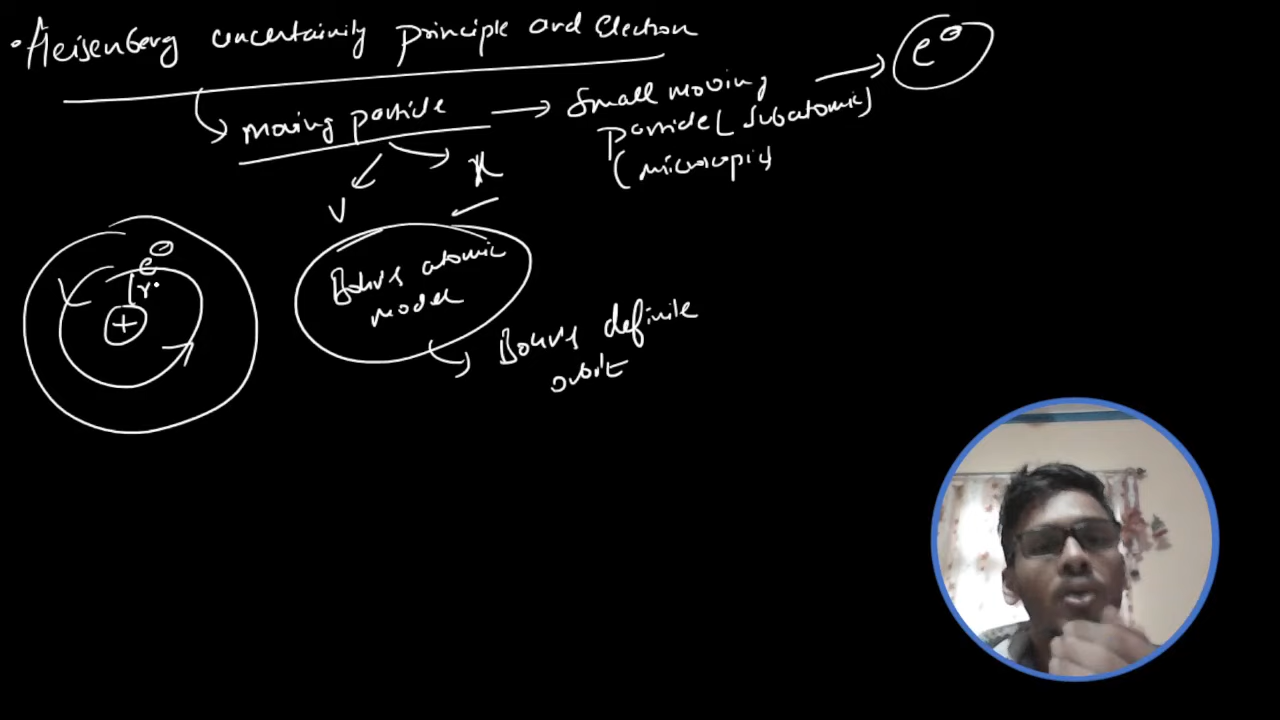 • Heisenberg uncertainity principle and Electron
moving particle → small moving → e⊖
particle (subatomic)
(microscopic)
V x
e⊖
r
+
Bohr's atomic
model
Bohr's definite
orbit